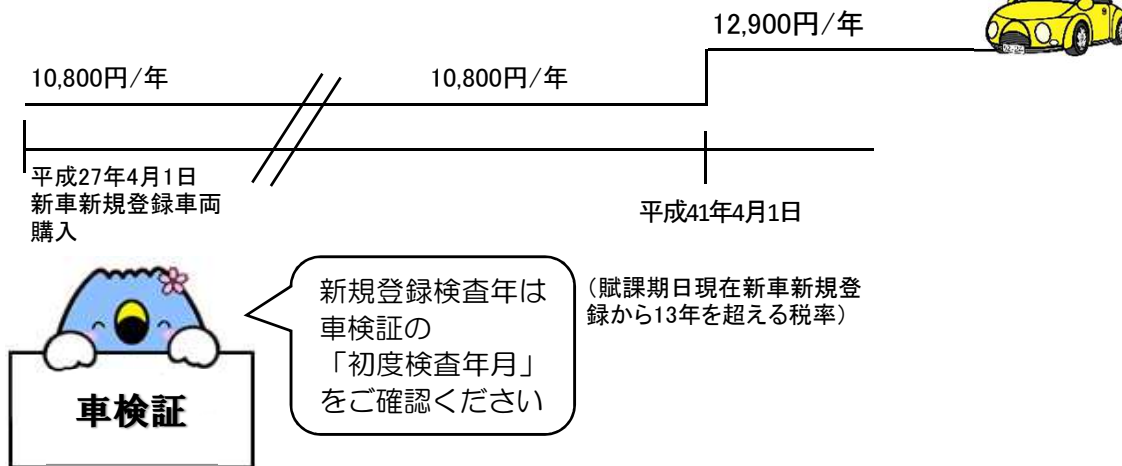 12,900円/年
10,800円/年
10,800円/年
平成27年4月1日
新車新規登録車両
購入
平成41年4月1日
新規登録検査年は
車検証の
「初度検査年月」
をご確認ください
（賦課期日現在新車新規登
録から13年を超える税率）
車検証